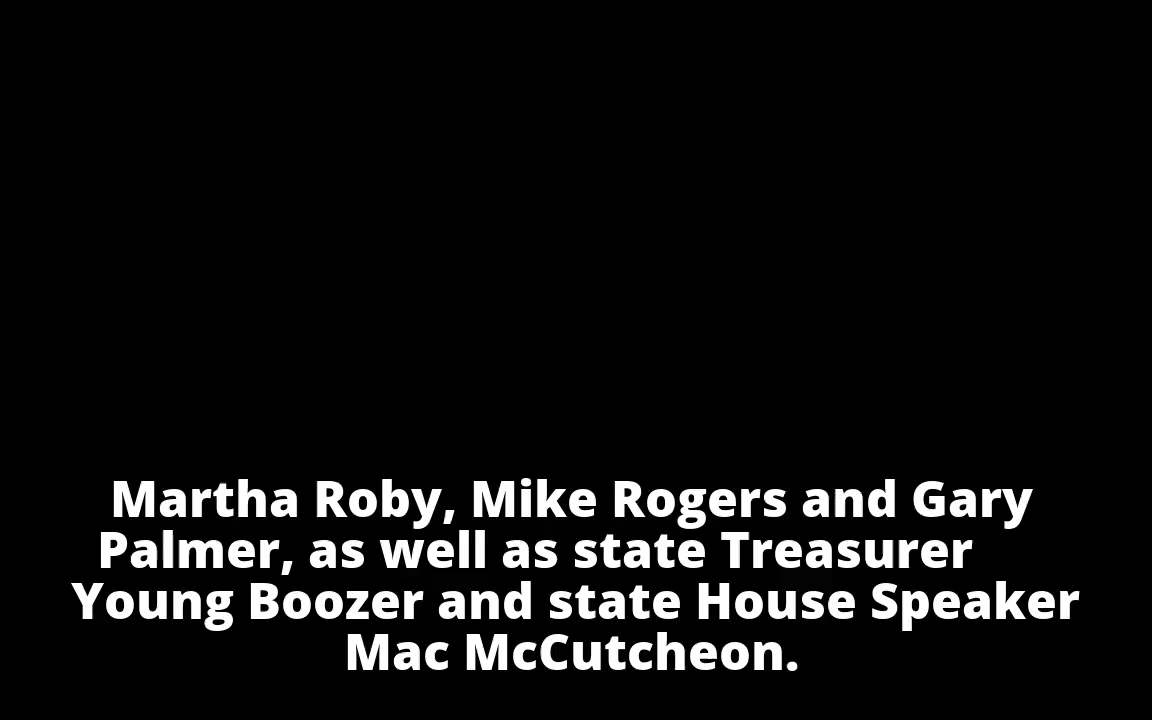 Martha Roby, Mike Rogers and Gary
Palmer, as well as state Treasurer
Young Boozer and state House Speaker
Mac McCutcheon.